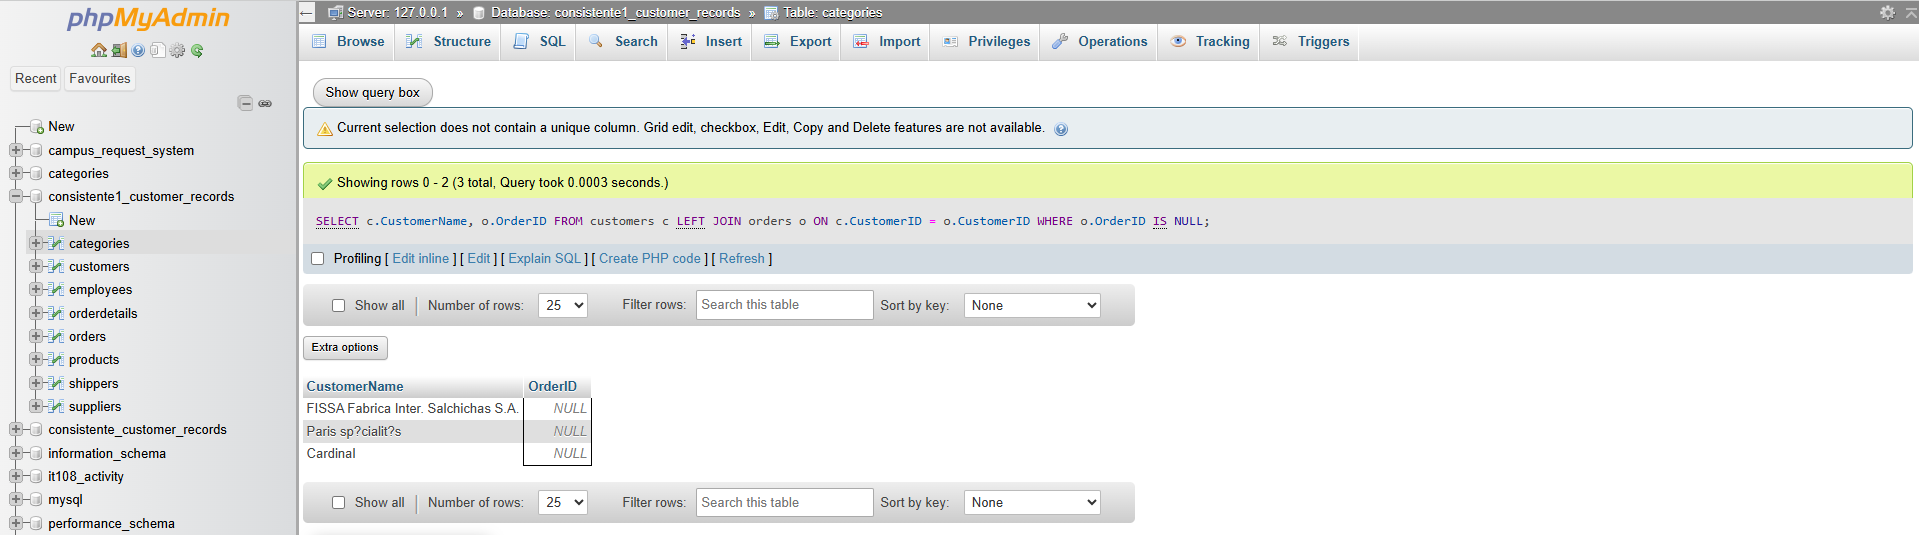 phpMyAdmin
Recent Favourites
New
campus_request_system
categories
consistente1_customer_records
New
categories
customers
employees
orderdetails
orders
products
shippers
suppliers
consistente_customer_records
information_schema
it108_activity
mysql
performance_schema
Server: 127.0.0.1 » Database: consistente1_customer_records » Table: categories
Browse Structure SQL Search Insert Export Import Privileges Operations Tracking Triggers
Show query box
Current selection does not contain a unique column. Grid edit, checkbox, Edit, Copy and Delete features are not available.
Showing rows 0 - 2 (3 total, Query took 0.0003 seconds.)
SELECT c.CustomerName, o.OrderID FROM customers c LEFT JOIN orders o ON c.CustomerID = o.CustomerID WHERE o.OrderID IS NULL;
Profiling [ Edit inline ] [ Edit ] [ Explain SQL ] [ Create PHP code ] [ Refresh ]
Show all Number of rows: 25 Filter rows: Search this table Sort by key: None
Extra options
CustomerName OrderID
FISSA Fabrica Inter. Salchichas S.A. NULL
Paris sp?cialit?s NULL
Cardinal NULL
Show all Number of rows: 25 Filter rows: Search this table Sort by key: None